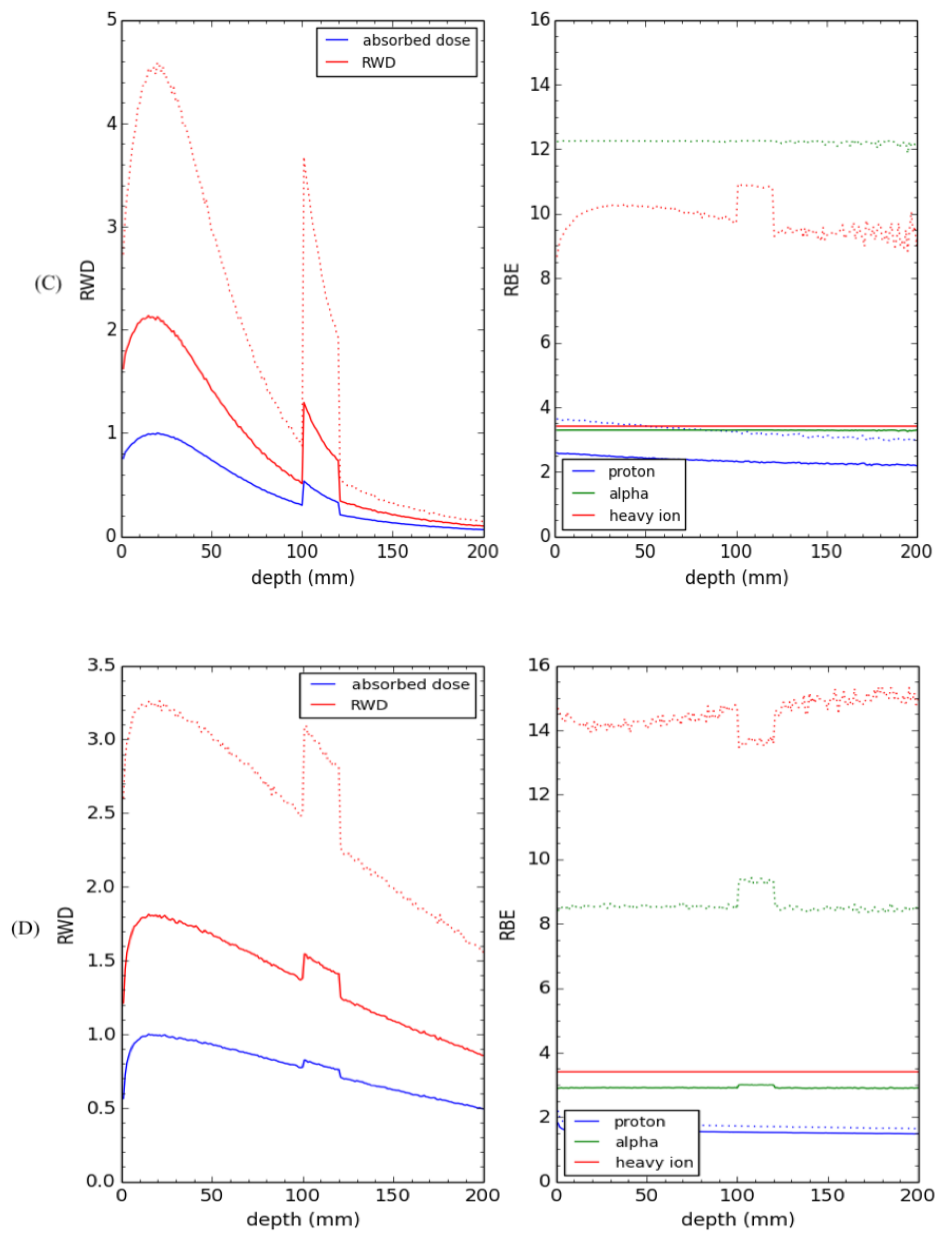 absorbed dose
RWD
RWD
5
4
3
2
1
0
0 50 100 150 200
depth (mm)
(C)
RBE
16
14
12
10
8
6
4
2
0
proton
alpha
heavy ion
0 50 100 150 200
depth (mm)
absorbed dose
RWD
RWD
3.5
3.0
2.5
2.0
1.5
1.0
0.5
0.0
0 50 100 150 200
depth (mm)
(D)
RBE
16
14
12
10
8
6
4
2
0
proton
alpha
heavy ion
0 50 100 150 200
depth (mm)